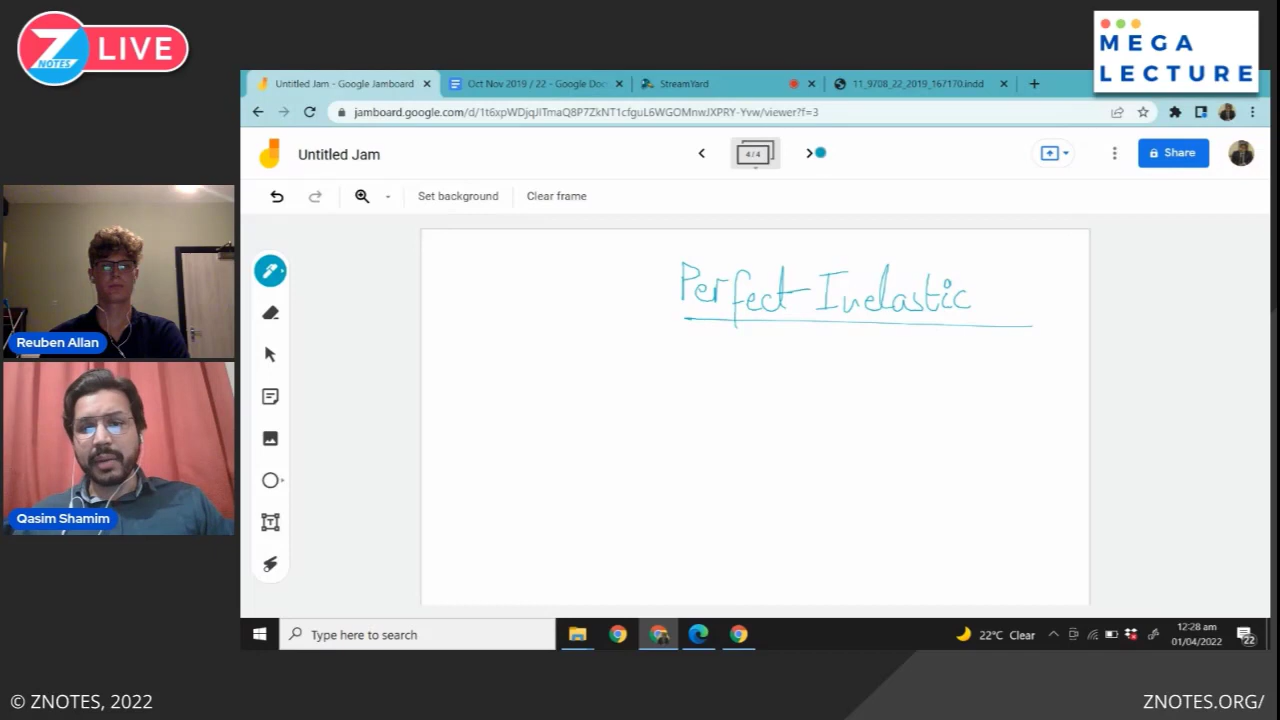 Z NOTES LIVE
MEGA
LECTURE
Untitled Jam - Google Jamboard
Oct Nov 2019 / 22 - Google Doc
StreamYard
11_9708_22_2019_167170.indd
jamboard.google.com/d/1t6xpWDjqJlTmaQ8P7ZkNT1cfguL6WGOMnwJXPRY-Yvw/viewer?f=3
Untitled Jam
4/4
Share
Set background
Clear frame
Perfect Inelastic
Reuben Allan
Qasim Shamim
Type here to search
22°C Clear
12:28 am
01/04/2022
22
© ZNOTES, 2022
ZNOTES.ORG/